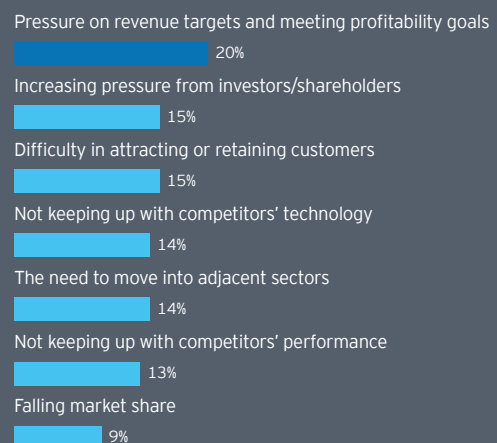 Pressure on revenue targets and meeting profitability goals
20%
Increasing pressure from investors/shareholders
15%
Difficulty in attracting or retaining customers
15%
Not keeping up with competitors’ technology
14%
The need to move into adjacent sectors
14%
Not keeping up with competitors’ performance
13%
Falling market share
9%